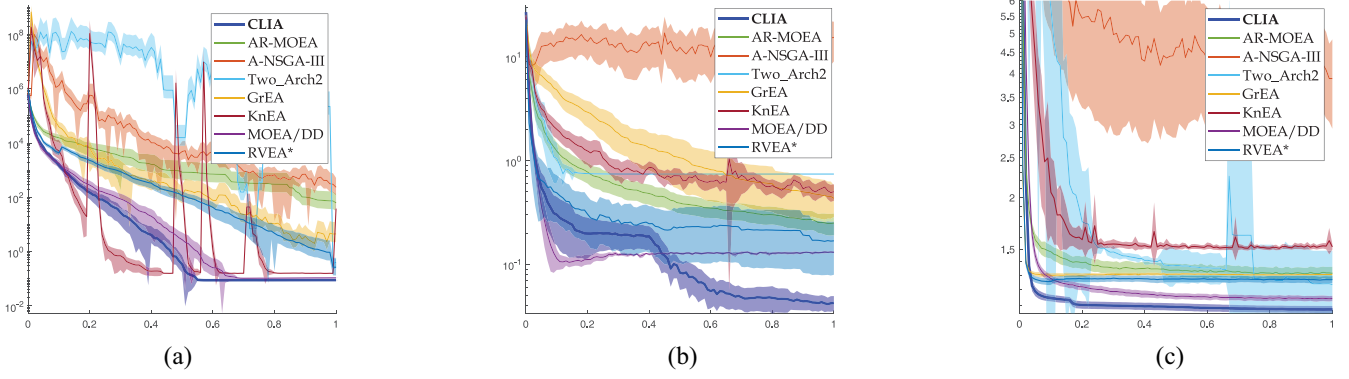 10^8
10^6
10^4
10^2
10^0
10^-2
0
0.2
0.4
0.6
0.8
1
CLIA
AR-MOEA
A-NSGA-III
Two_Arch2
GrEA
KnEA
MOEA/DD
RVEA*
(a)
10^1
10^0
10^-1
0
0.2
0.4
0.6
0.8
1
CLIA
AR-MOEA
A-NSGA-III
Two_Arch2
GrEA
KnEA
MOEA/DD
RVEA*
(b)
5.5
5
4.5
4
3.5
3
2.5
2
1.5
0
0.2
0.4
0.6
0.8
1
CLIA
AR-MOEA
A-NSGA-III
Two_Arch2
GrEA
KnEA
MOEA/DD
RVEA*
(c)